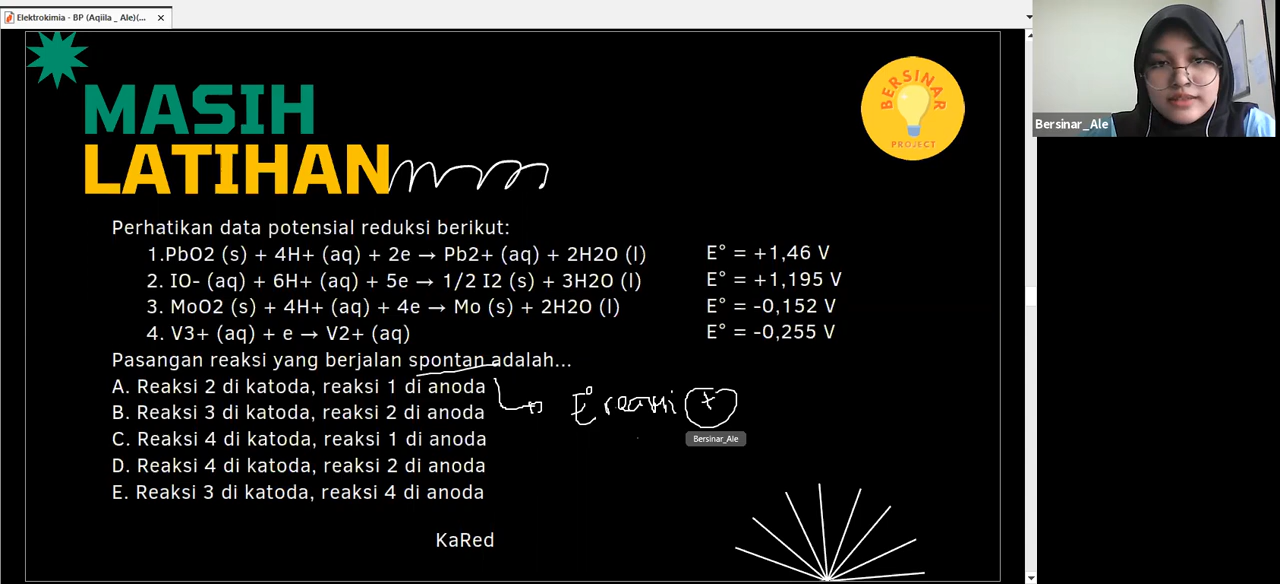 Elektrokimia - BP (Aqiila _ Ale)(...
MASIH
LATIHAN
BERSINAR
PROJECT
Bersinar_Ale
Perhatikan data potensial reduksi berikut:
1.PbO2 (s) + 4H+ (aq) + 2e → Pb2+ (aq) + 2H2O (l) E° = +1,46 V
2. IO- (aq) + 6H+ (aq) + 5e → 1/2 I2 (s) + 3H2O (l) E° = +1,195 V
3. MoO2 (s) + 4H+ (aq) + 4e → Mo (s) + 2H2O (l) E° = -0,152 V
4. V3+ (aq) + e → V2+ (aq) E° = -0,255 V
Pasangan reaksi yang berjalan spontan adalah...
A. Reaksi 2 di katoda, reaksi 1 di anoda
B. Reaksi 3 di katoda, reaksi 2 di anoda
E° reaksi +
C. Reaksi 4 di katoda, reaksi 1 di anoda
Bersinar_Ale
D. Reaksi 4 di katoda, reaksi 2 di anoda
E. Reaksi 3 di katoda, reaksi 4 di anoda
KaRed